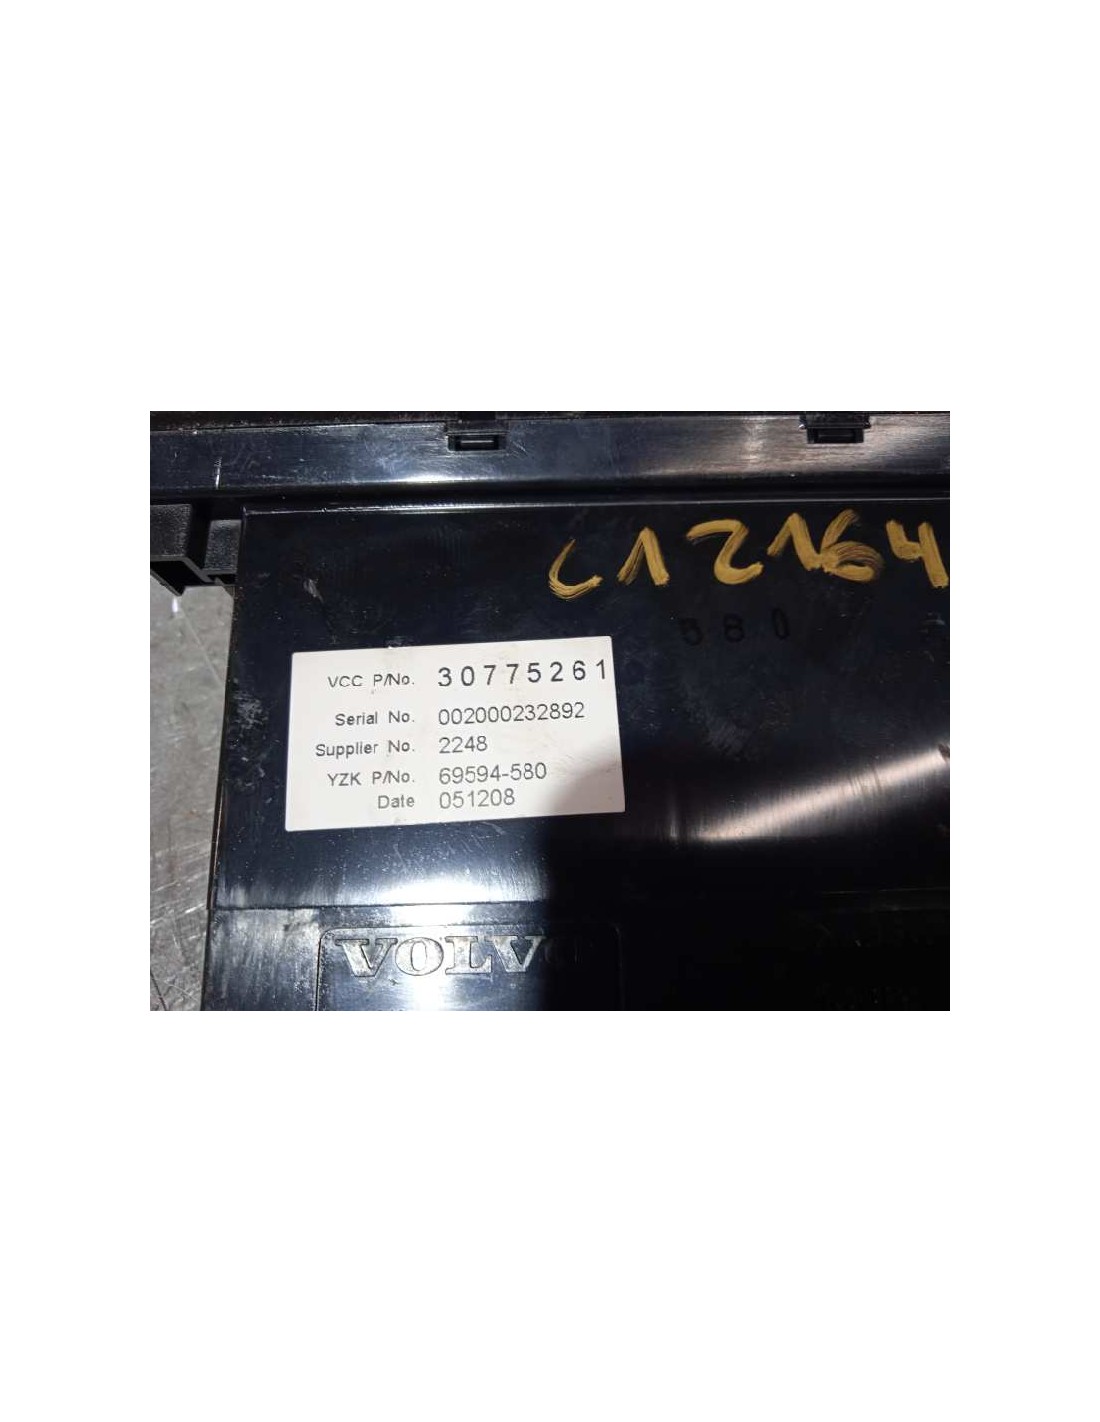 C12164
580
VCC P/No. 30775261
Serial No. 002000232892
Supplier No. 2248
YZK P/No. 69594-580
Date 051208
VOLVO